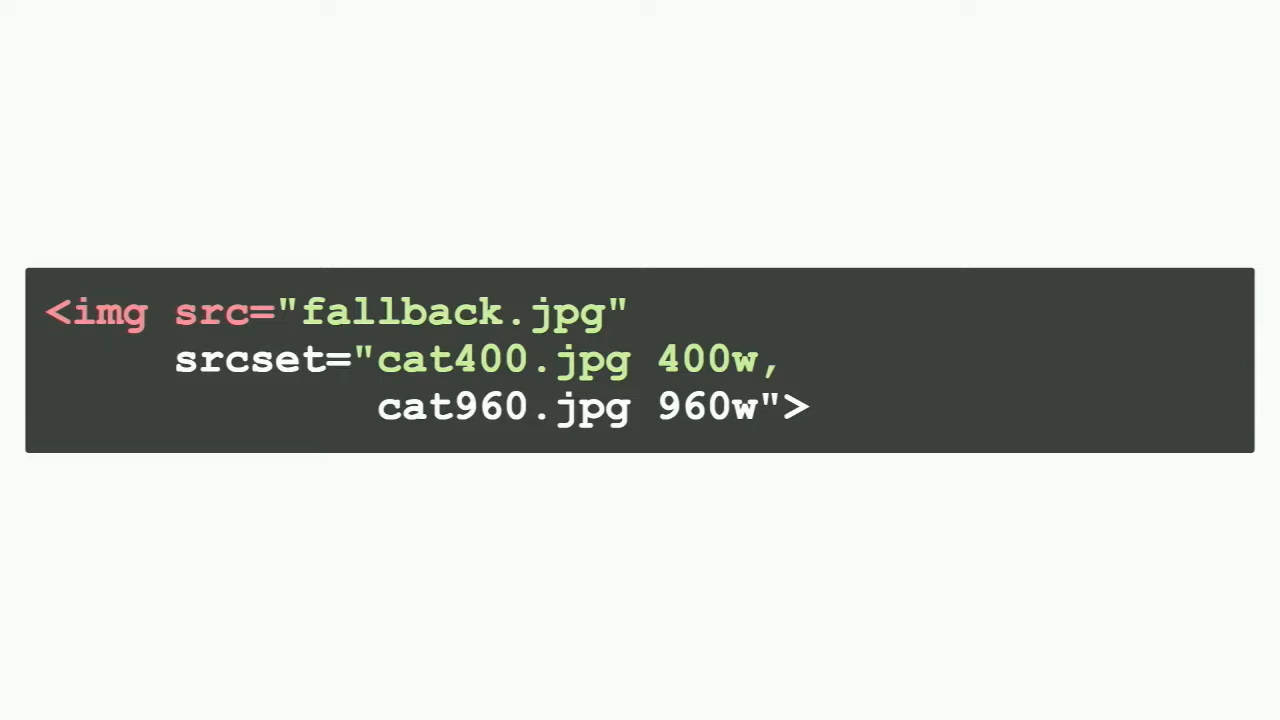 <img src="fallback.jpg"
srcset="cat400.jpg 400w,
cat960.jpg 960w">